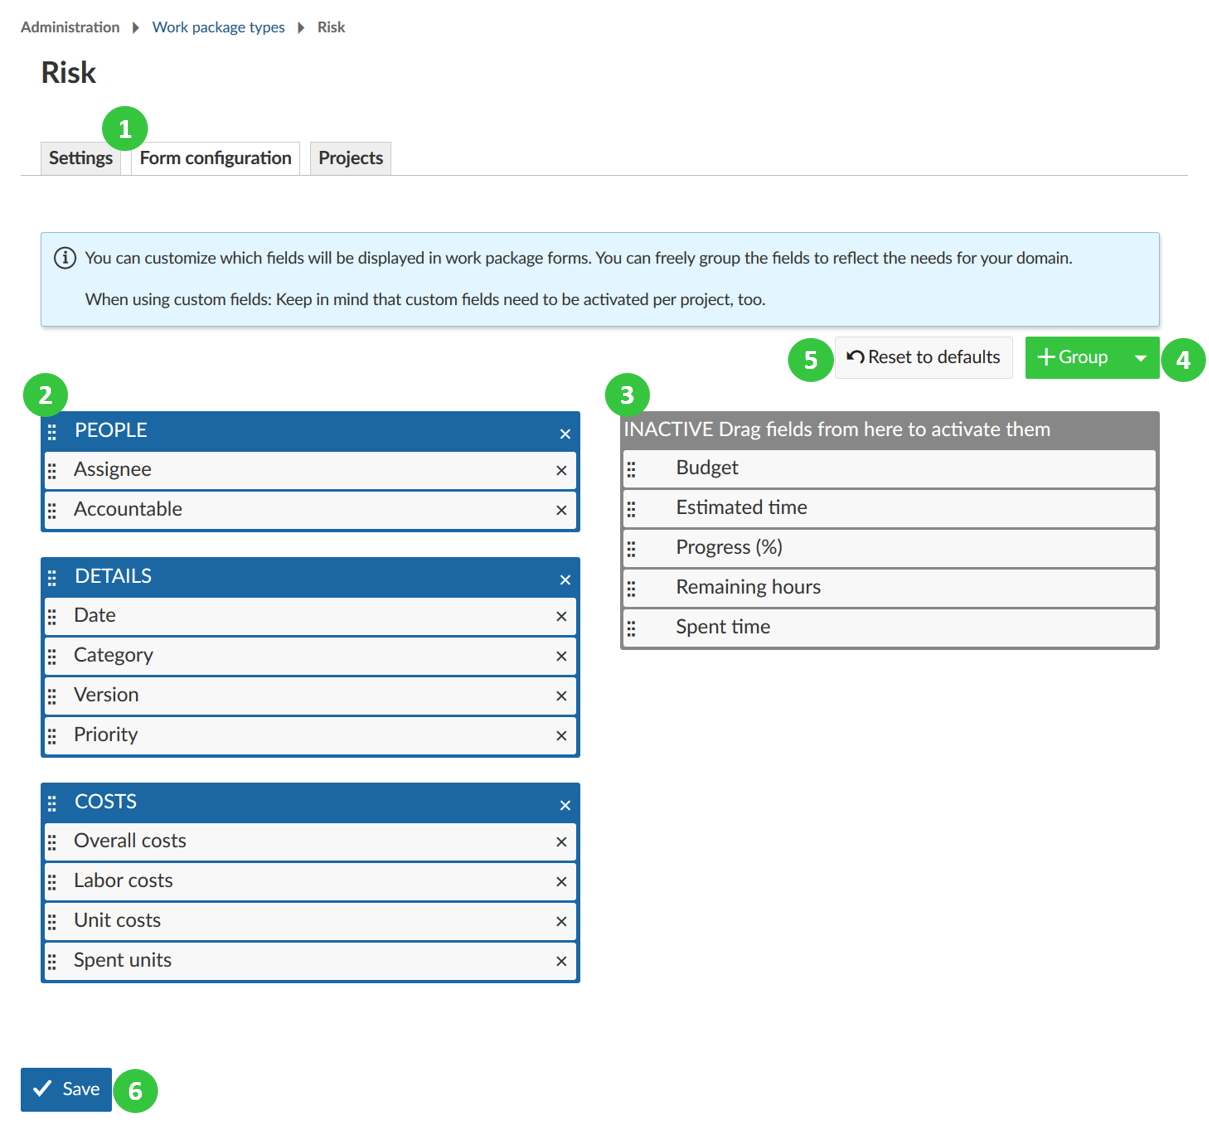 Administration Work package types Risk
Risk
1
Settings Form configuration Projects
You can customize which fields will be displayed in work package forms. You can freely group the fields to reflect the needs for your domain.
When using custom fields: Keep in mind that custom fields need to be activated per project, too.
5 Reset to defaults + Group 4
2
PEOPLE
Assignee
Accountable
DETAILS
Date
Category
Version
Priority
COSTS
Overall costs
Labor costs
Unit costs
Spent units
3
INACTIVE Drag fields from here to activate them
Budget
Estimated time
Progress (%)
Remaining hours
Spent time
Save 6